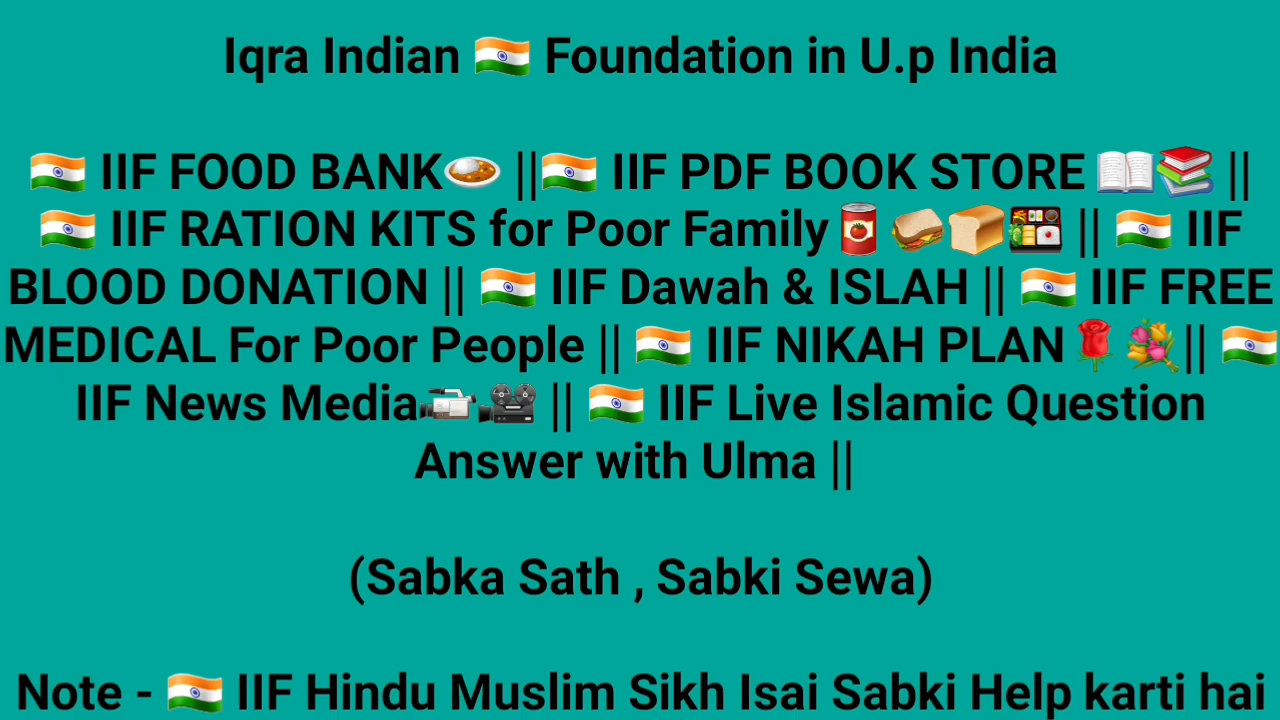 Iqra Indian 🇮🇳 Foundation in U.p India
🇮🇳 IIF FOOD BANK🍛 ||🇮🇳 IIF PDF BOOK STORE 📖📚 ||
🇮🇳 IIF RATION KITS for Poor Family🥫🥪🍞🍱 || 🇮🇳 IIF
BLOOD DONATION || 🇮🇳 IIF Dawah & ISLAH || 🇮🇳 IIF FREE
MEDICAL For Poor People || 🇮🇳 IIF NIKAH PLAN🌹💐|| 🇮🇳
IIF News Media📹🎥 || 🇮🇳 IIF Live Islamic Question
Answer with Ulma ||
(Sabka Sath , Sabki Sewa)
Note - 🇮🇳 IIF Hindu Muslim Sikh Isai Sabki Help karti hai